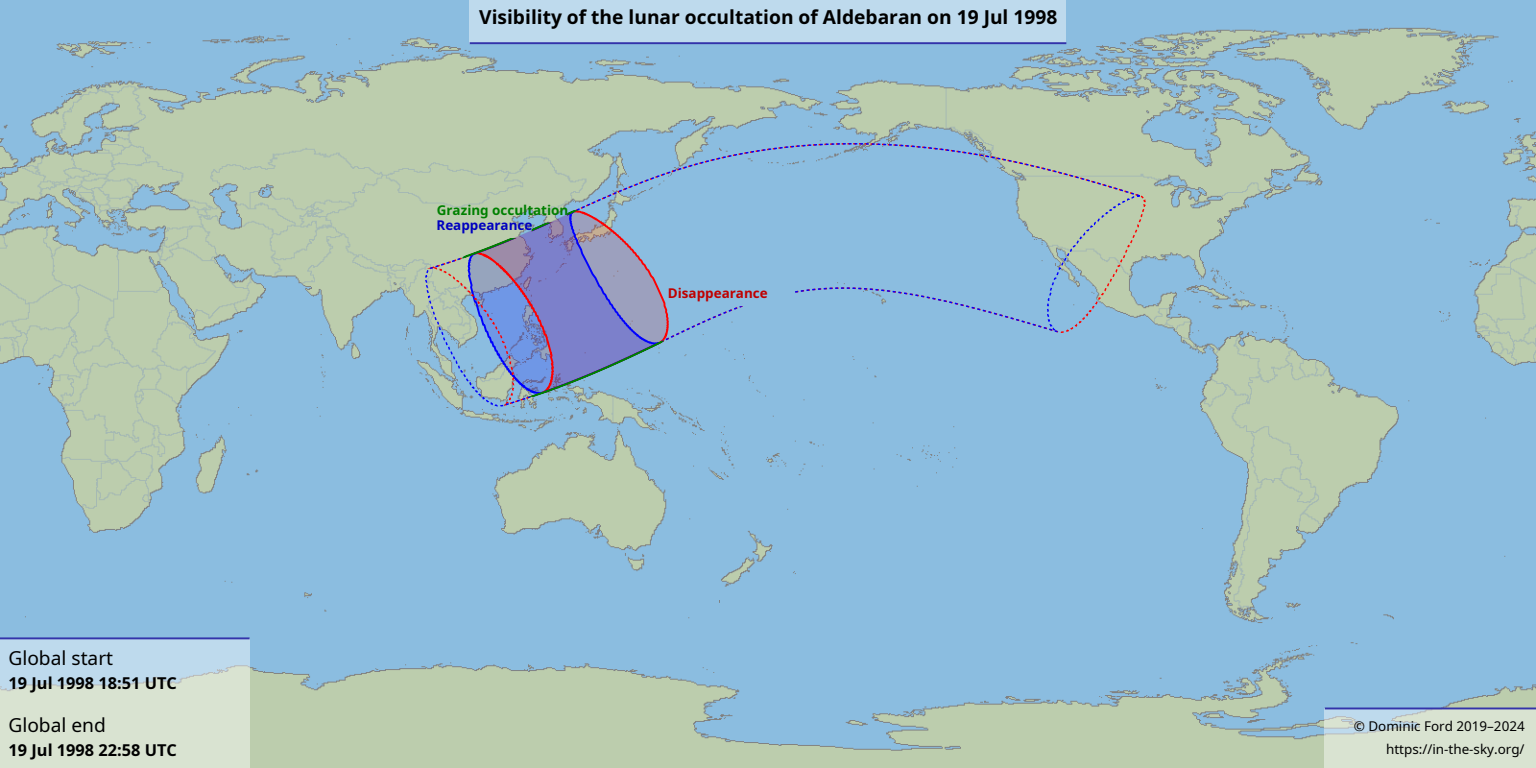 Visibility of the lunar occultation of Aldebaran on 19 Jul 1998
Grazing occultation
Reappearance
Disappearance
Global start
19 Jul 1998 18:51 UTC
Global end
19 Jul 1998 22:58 UTC
© Dominic Ford 2019–2024
https://in-the-sky.org/